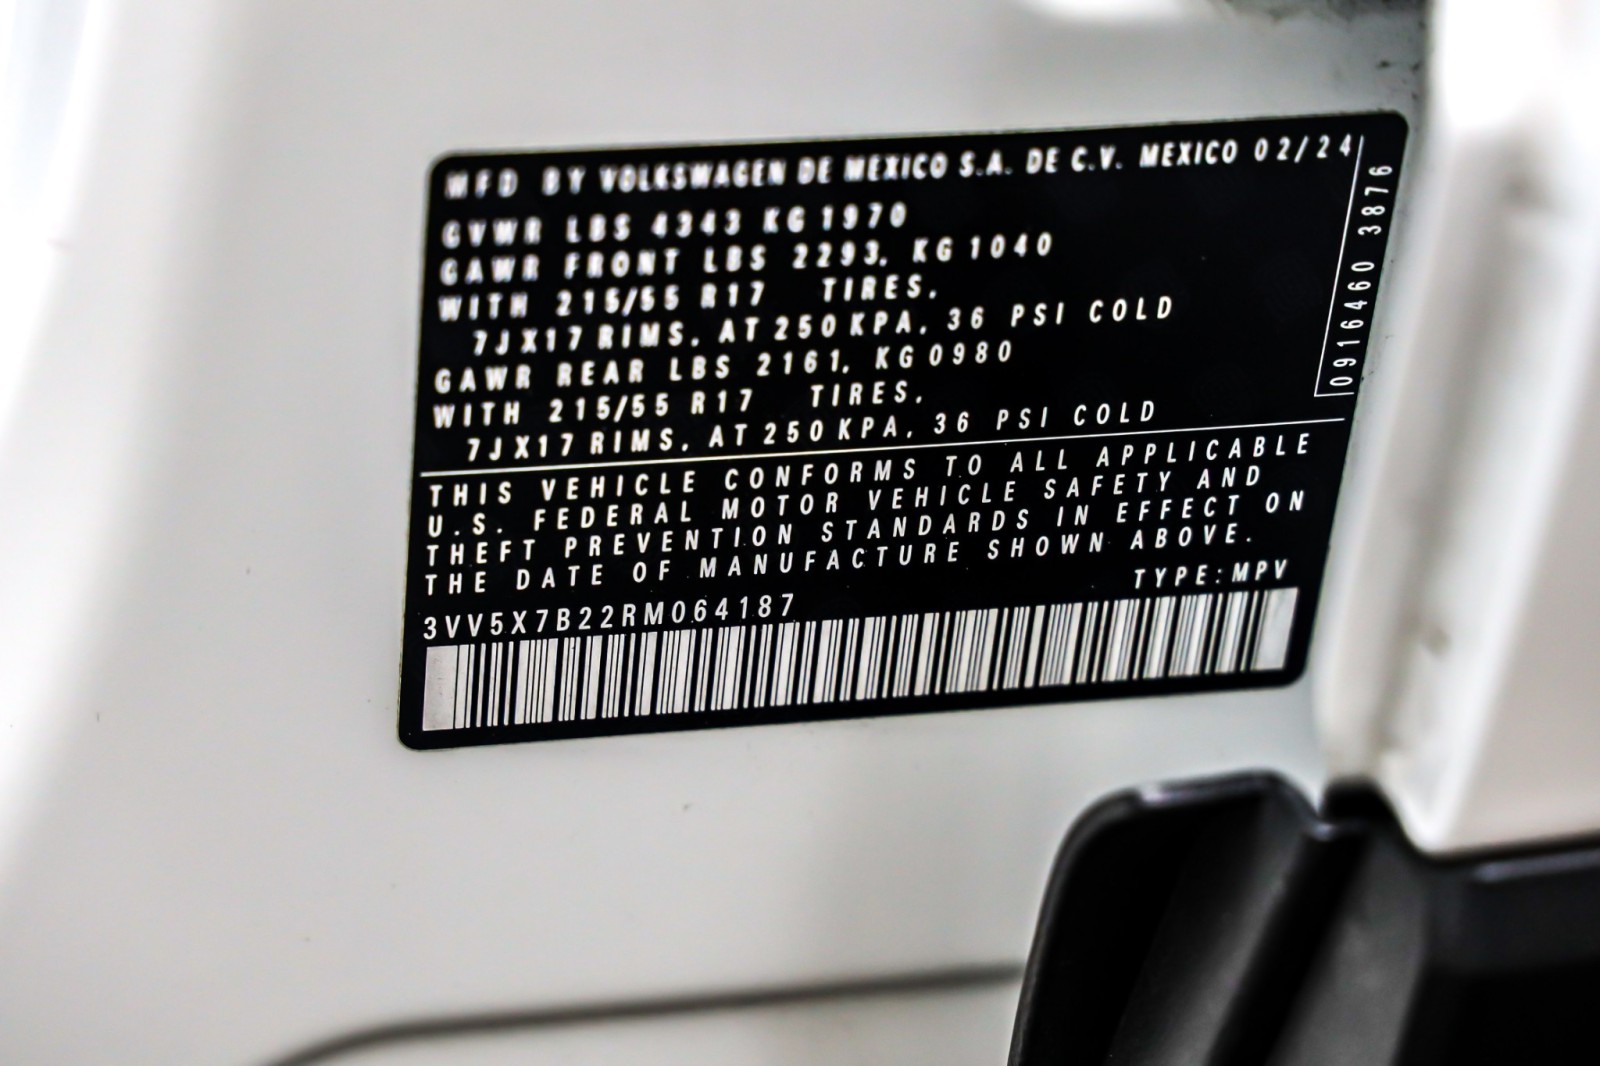 MFD BY VOLKSWAGEN DE MEXICO S.A. DE C.V. MEXICO 02/24
GVWR LBS 4343 KG 1970
GAWR FRONT LBS 2293, KG 1040
WITH 215/55 R17 TIRES,
7JX17 RIMS, AT 250 KPA, 36 PSI COLD
GAWR REAR LBS 2161, KG 0980
WITH 215/55 R17 TIRES,
7JX17 RIMS, AT 250 KPA, 36 PSI COLD
0916460 3876
THIS VEHICLE CONFORMS TO ALL APPLICABLE
U.S. FEDERAL MOTOR VEHICLE SAFETY AND
THEFT PREVENTION STANDARDS IN EFFECT ON
THE DATE OF MANUFACTURE SHOWN ABOVE.
TYPE:MPV
3VV5X7B22RM064187